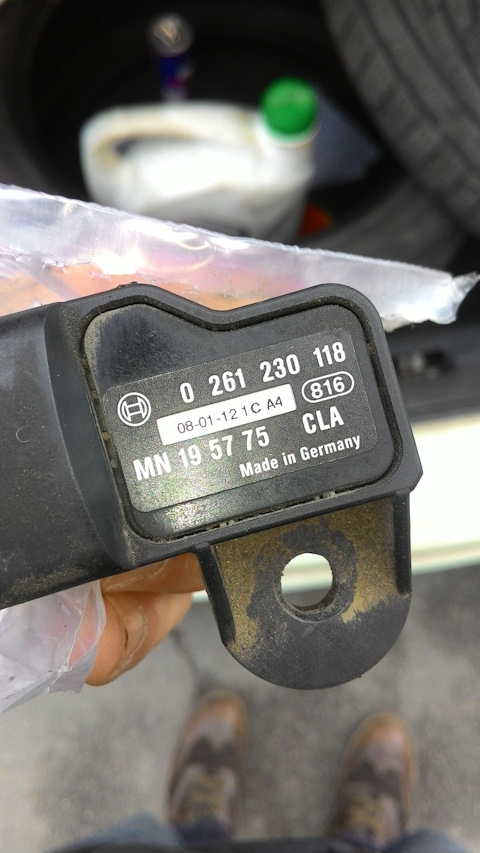 0 261 230 118
816
08-01-12 1C A4
MN 19 57 75 CLA
Made in Germany